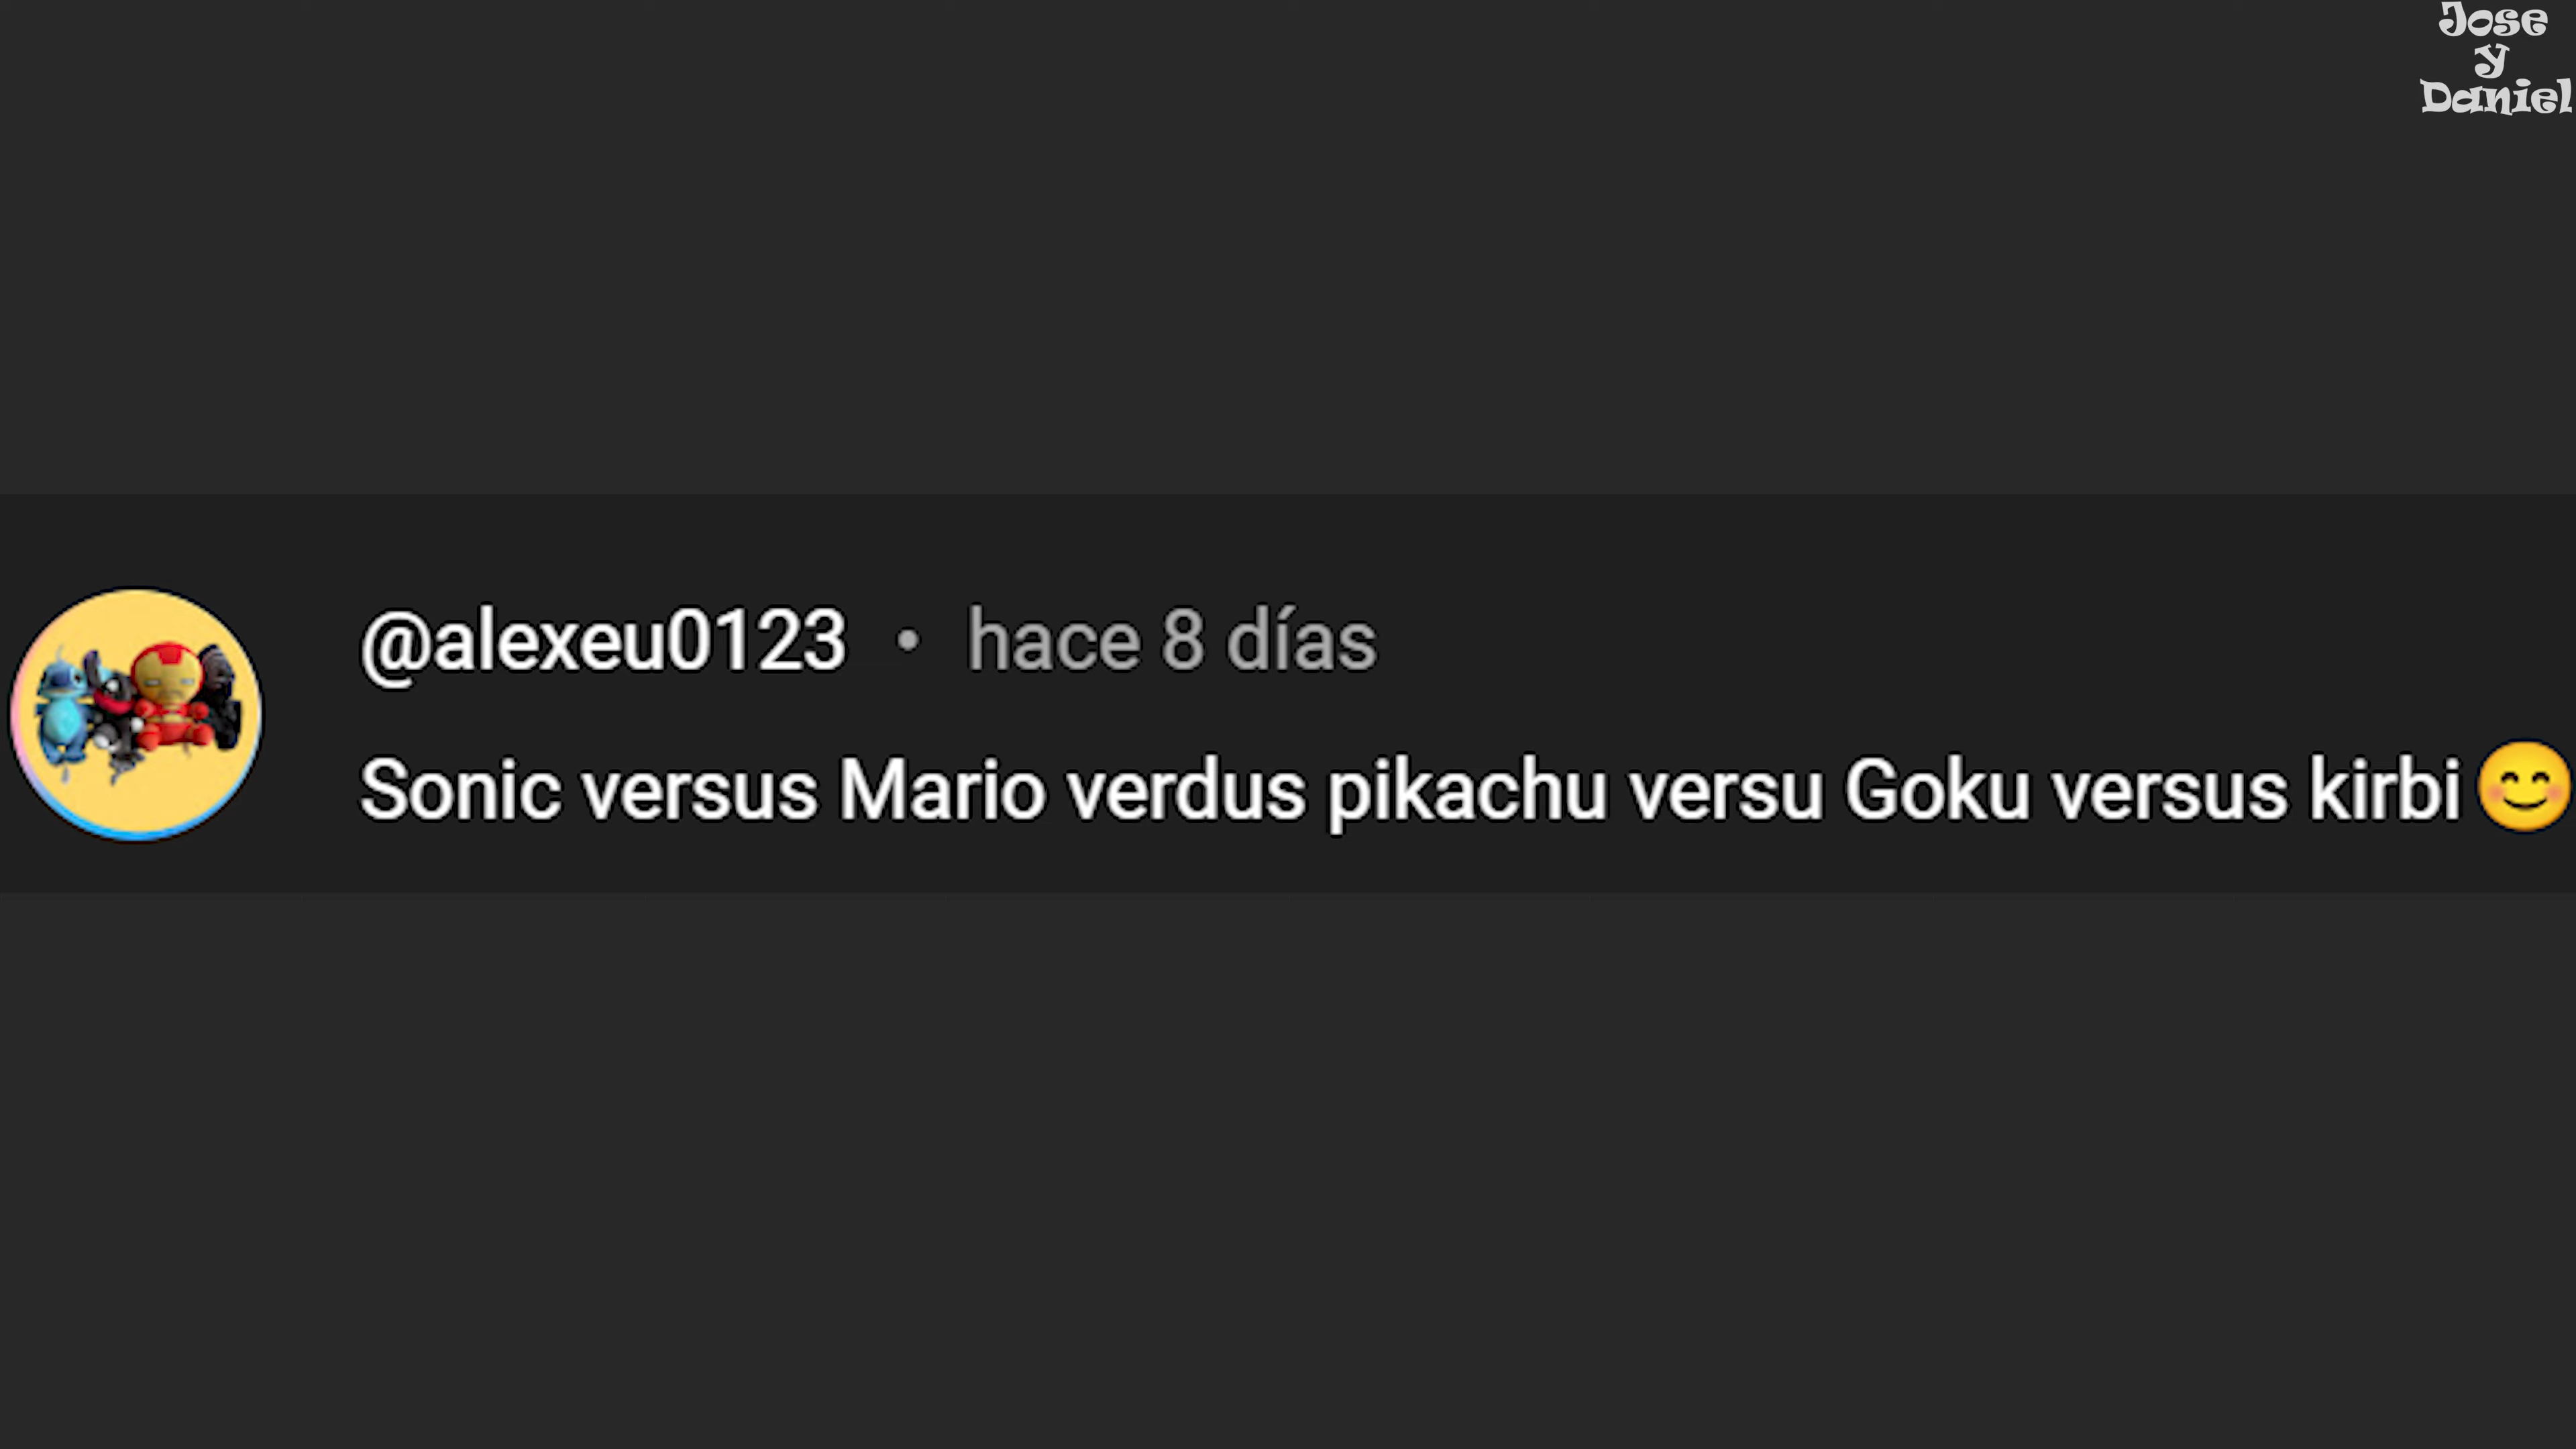 Jose
y
Daniel
@alexeu0123 • hace 8 días
Sonic versus Mario verdus pikachu versu Goku versus kirbi😊